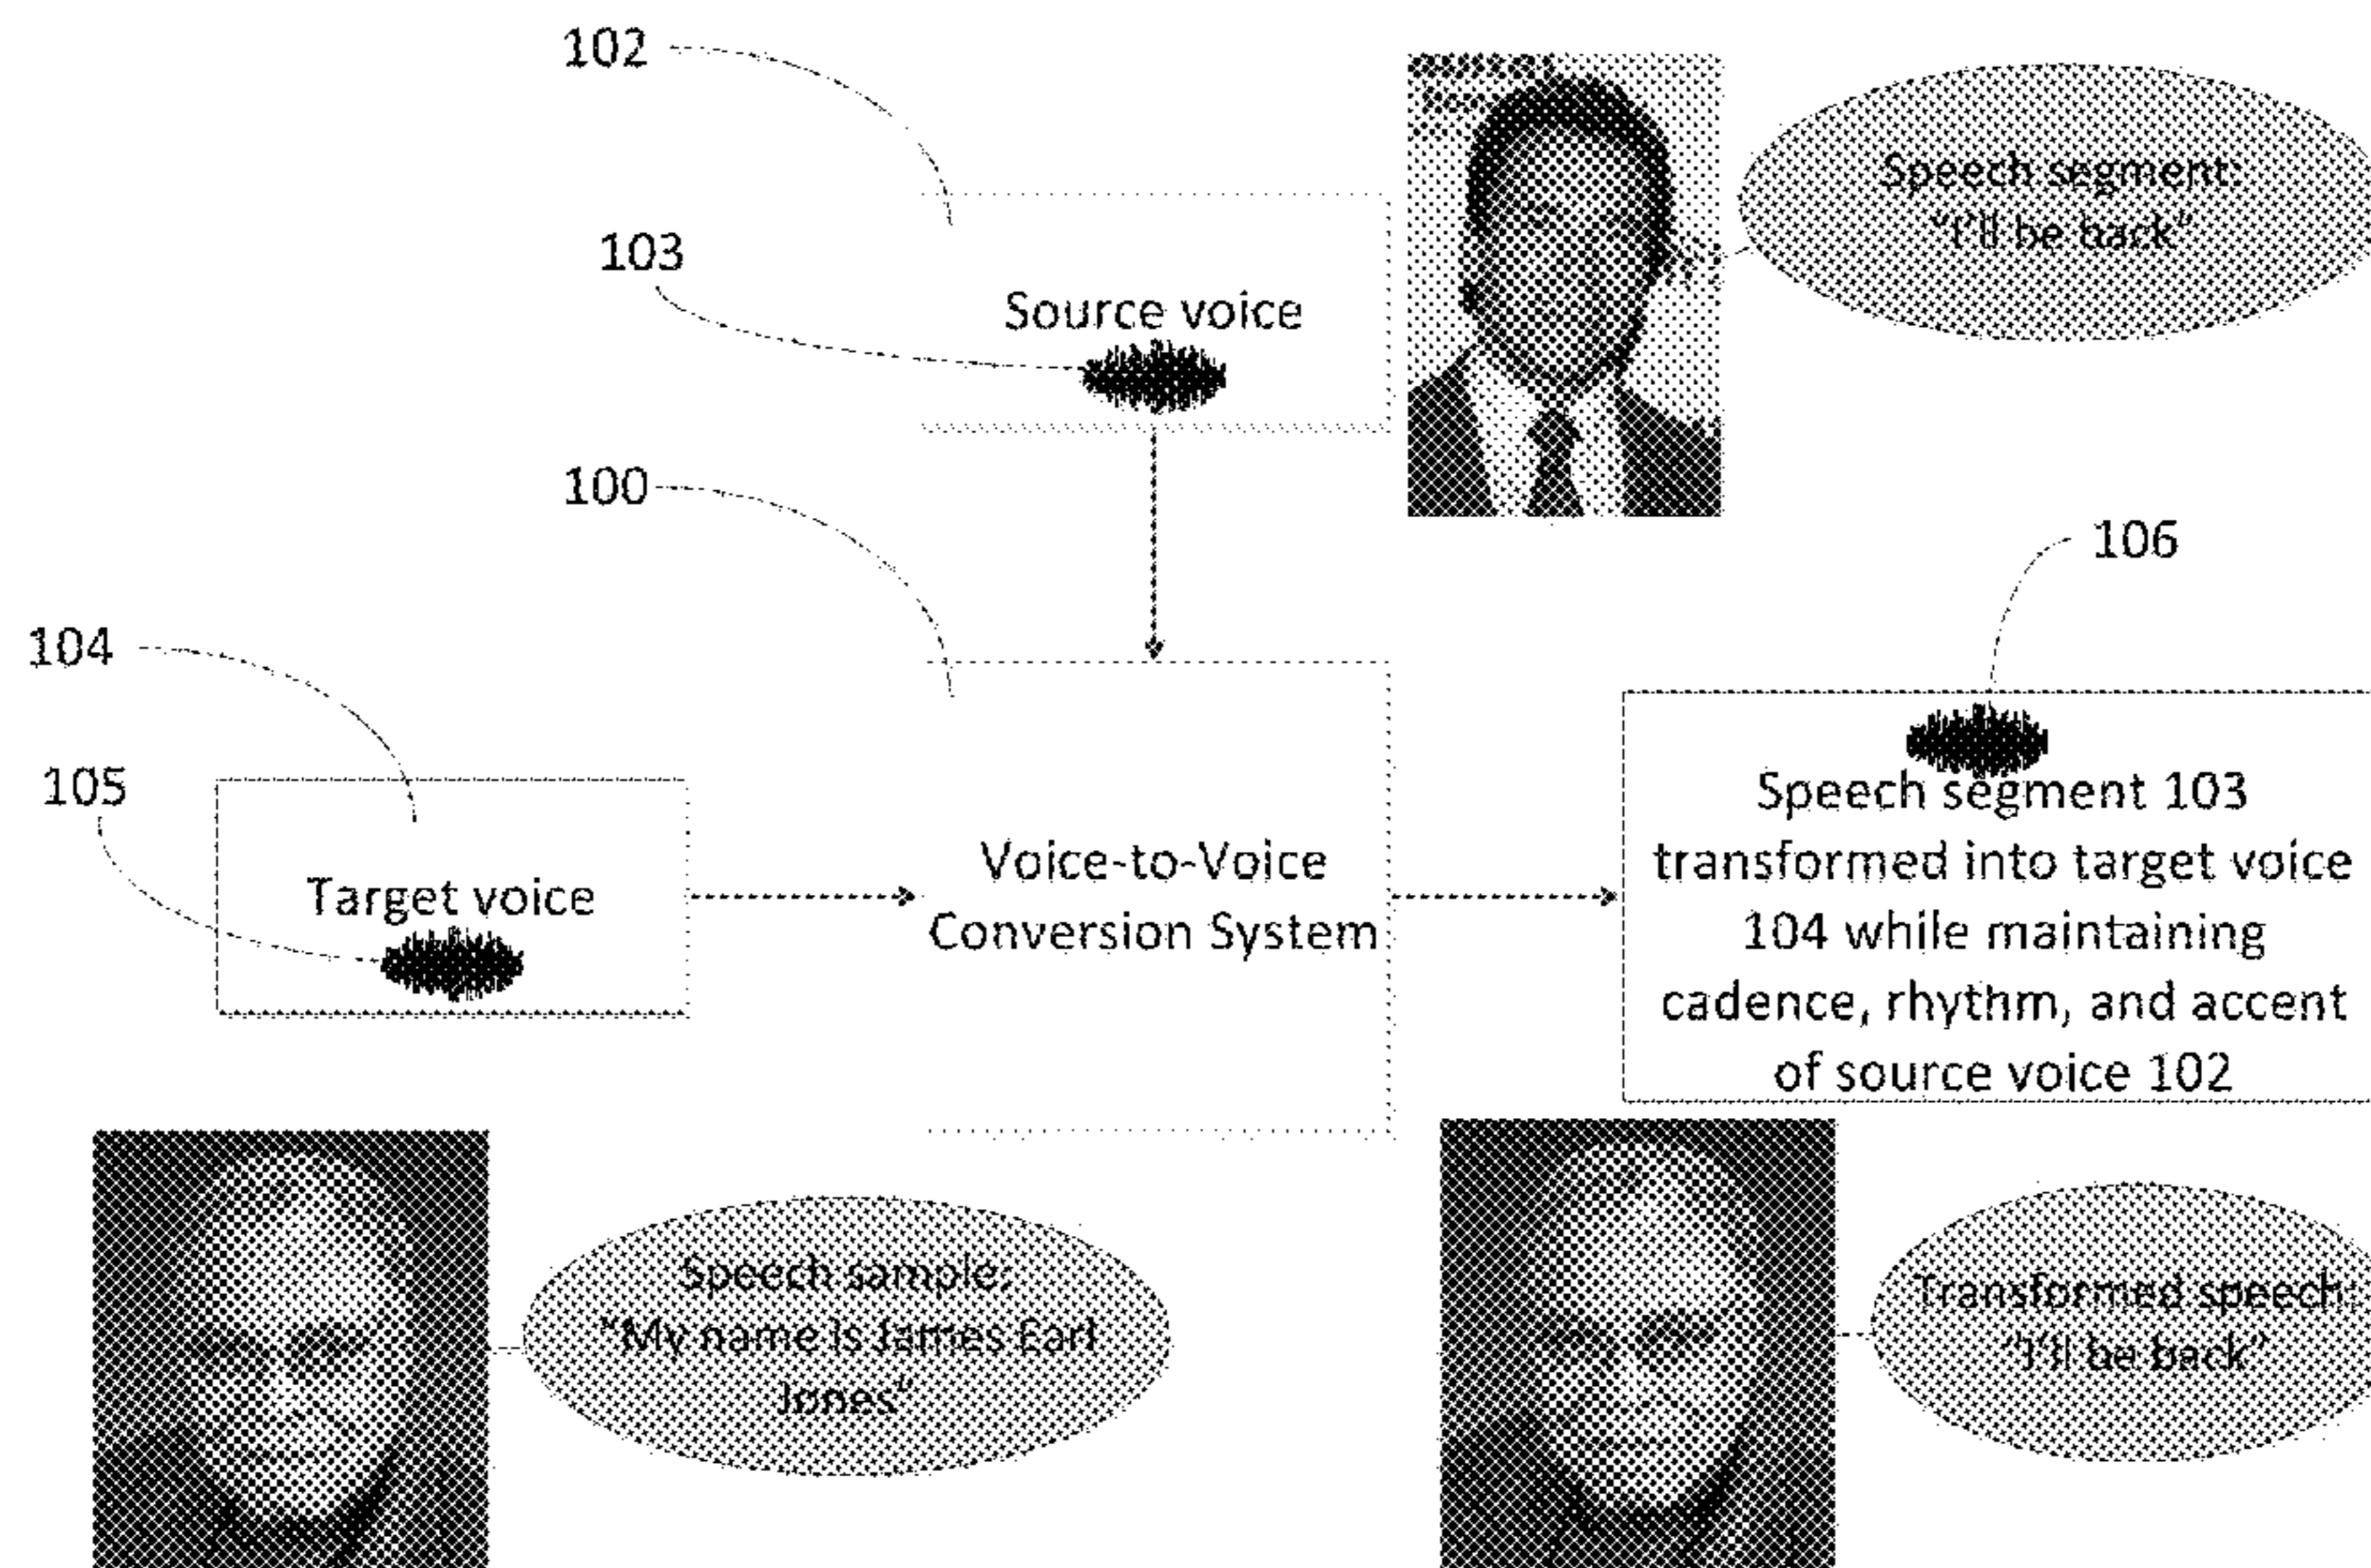 102
Speech segment:
"I'll be back"
103
Source voice
100
106
104
105
Target voice
Voice-to-Voice
Conversion System
Speech segment 103
transformed into target voice
104 while maintaining
cadence, rhythm, and accent
of source voice 102
Speech sample:
"My name is James Earl
Jones"
Transformed speech:
"I'll be back"